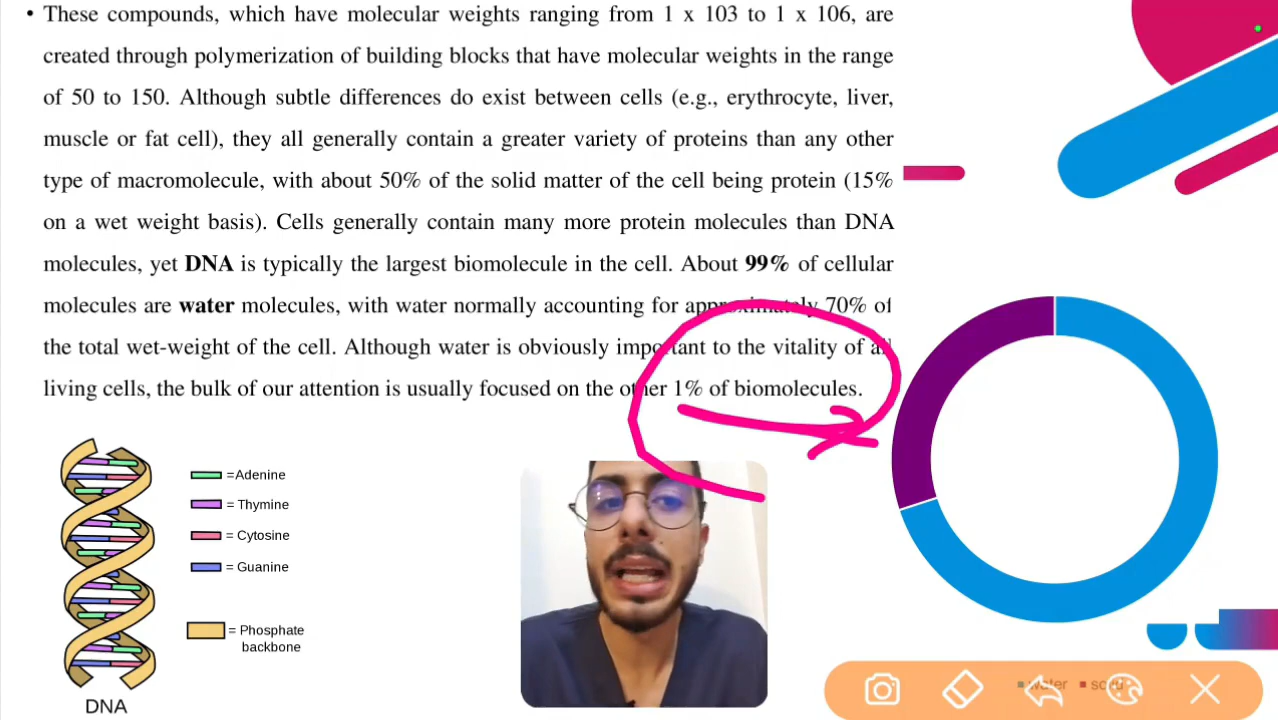 • These compounds, which have molecular weights ranging from 1 x 103 to 1 x 106, are
created through polymerization of building blocks that have molecular weights in the range
of 50 to 150. Although subtle differences do exist between cells (e.g., erythrocyte, liver,
muscle or fat cell), they all generally contain a greater variety of proteins than any other
type of macromolecule, with about 50% of the solid matter of the cell being protein (15%
on a wet weight basis). Cells generally contain many more protein molecules than DNA
molecules, yet DNA is typically the largest biomolecule in the cell. About 99% of cellular
molecules are water molecules, with water normally accounting for approximately 70% of
the total wet-weight of the cell. Although water is obviously important to the vitality of all
living cells, the bulk of our attention is usually focused on the other 1% of biomolecules.
=Adenine
= Thymine
= Cytosine
= Guanine
= Phosphate
backbone
DNA
water solid